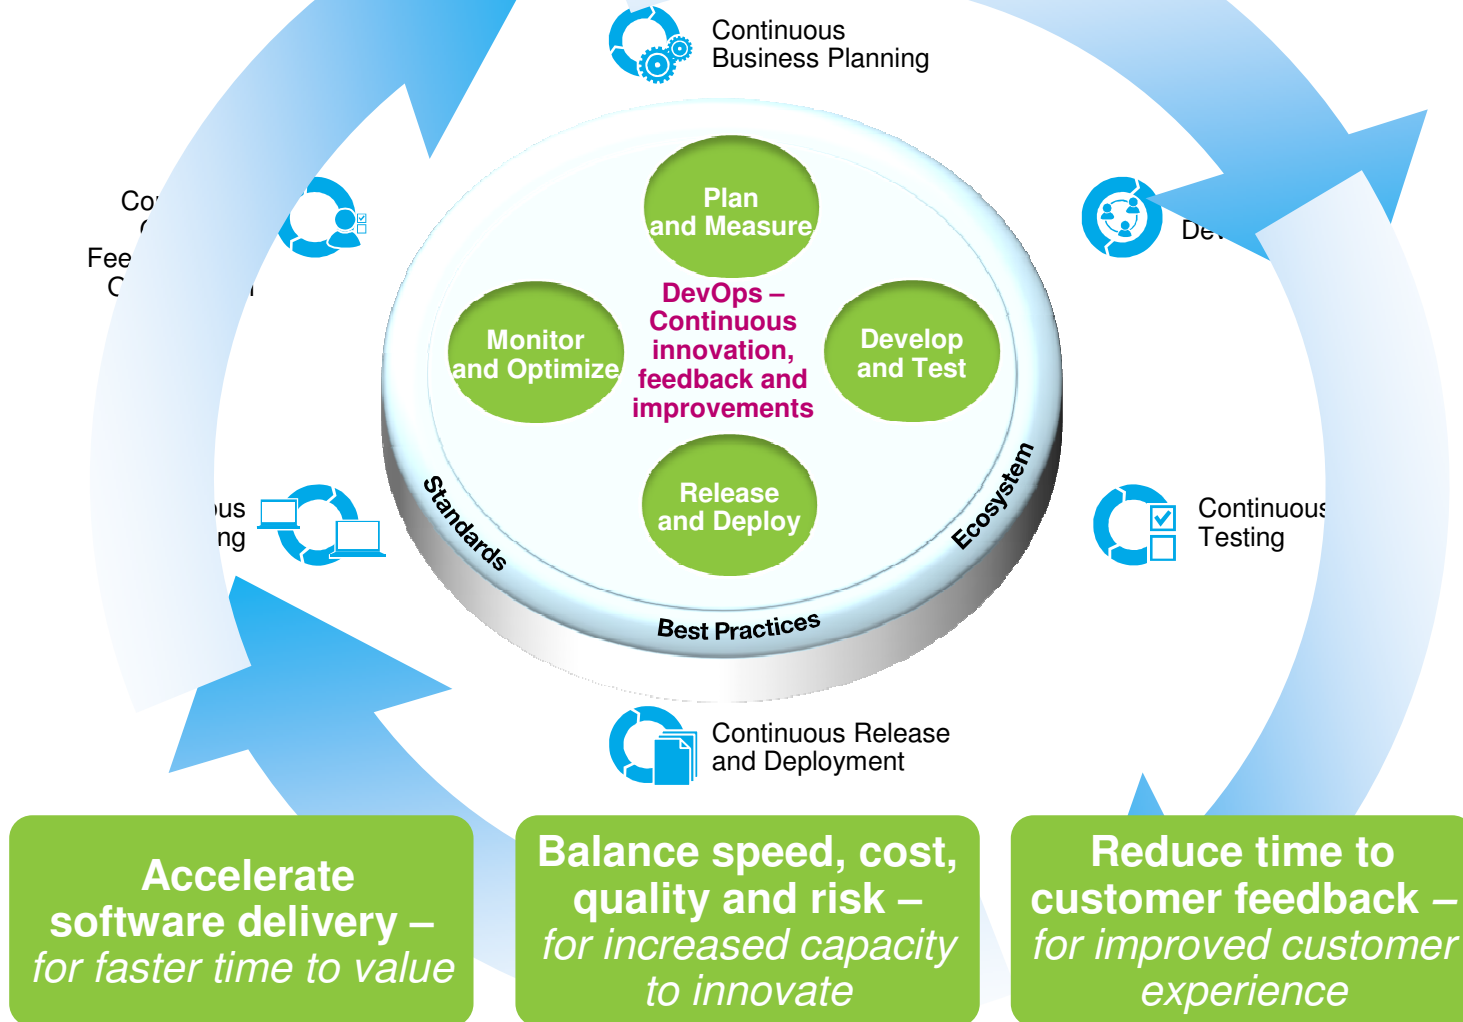 Continuous
Business Planning
Plan
and Measure
DevOps –
Continuous
innovation,
feedback and
improvements
Monitor
and Optimize
Develop
and Test
Release
and Deploy
Standards
Best Practices
Ecosystem
Continuous
Testing
Continuous Release
and Deployment
Accelerate
software delivery –
for faster time to value
Balance speed, cost,
quality and risk –
for increased capacity
to innovate
Reduce time to
customer feedback –
for improved customer
experience